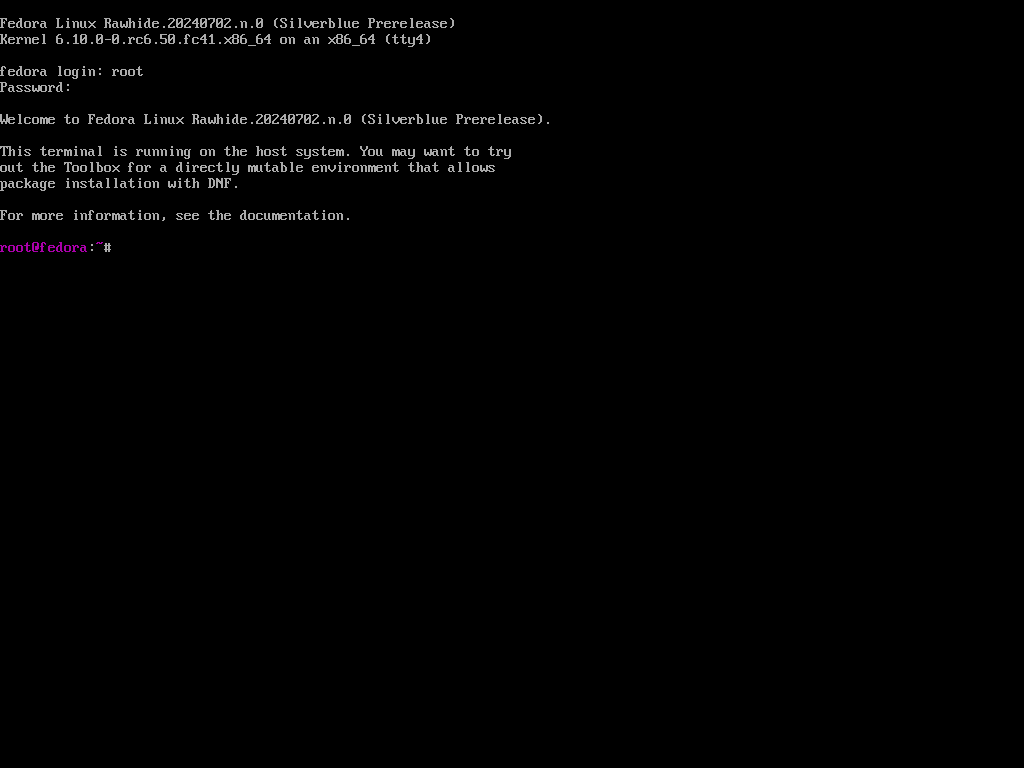 Fedora Linux Rawhide.20240702.n.0 (Silverblue Prerelease)
Kernel 6.10.0-0.rc6.50.fc41.x86_64 on an x86_64 (tty4)
fedora login: root
Password:
Welcome to Fedora Linux Rawhide.20240702.n.0 (Silverblue Prerelease).
This terminal is running on the host system. You may want to try
out the Toolbox for a directly mutable environment that allows
package installation with DNF.
For more information, see the documentation.
root@fedora:~#